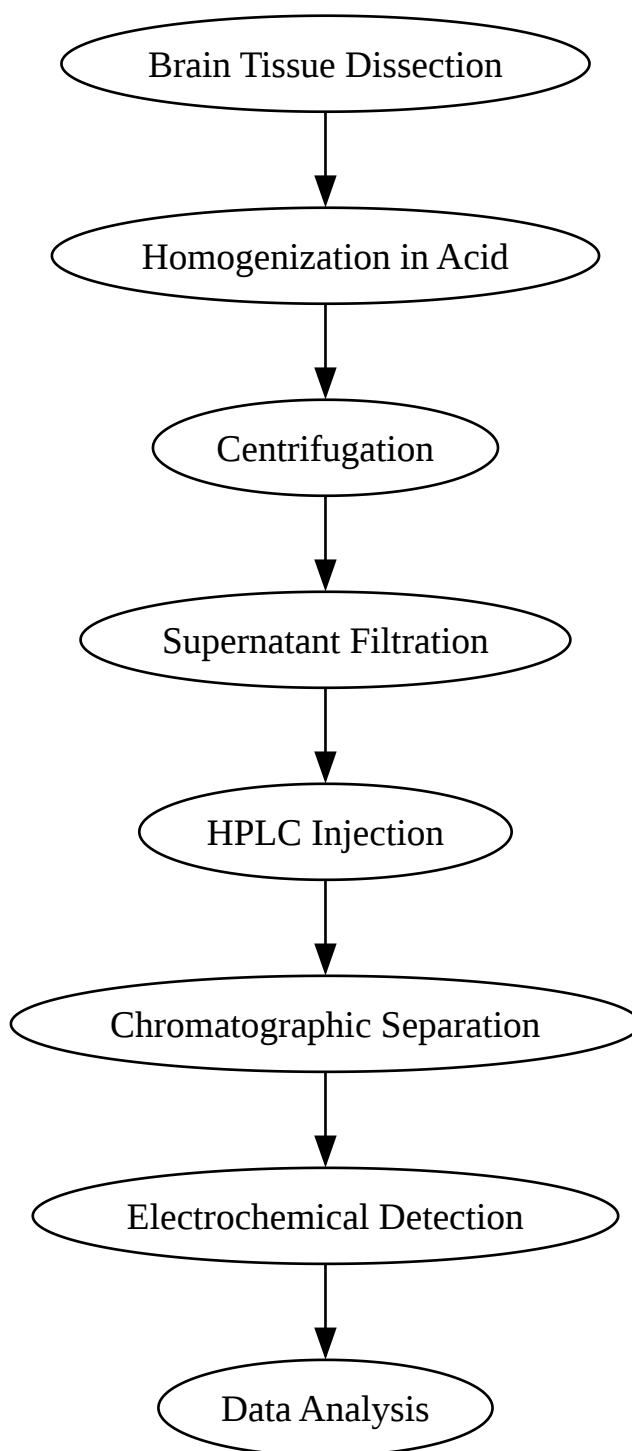 Brain Tissue Dissection
Homogenization in Acid
Centrifugation
Supernatant Filtration
HPLC Injection
Chromatographic Separation
Electrochemical Detection
Data Analysis